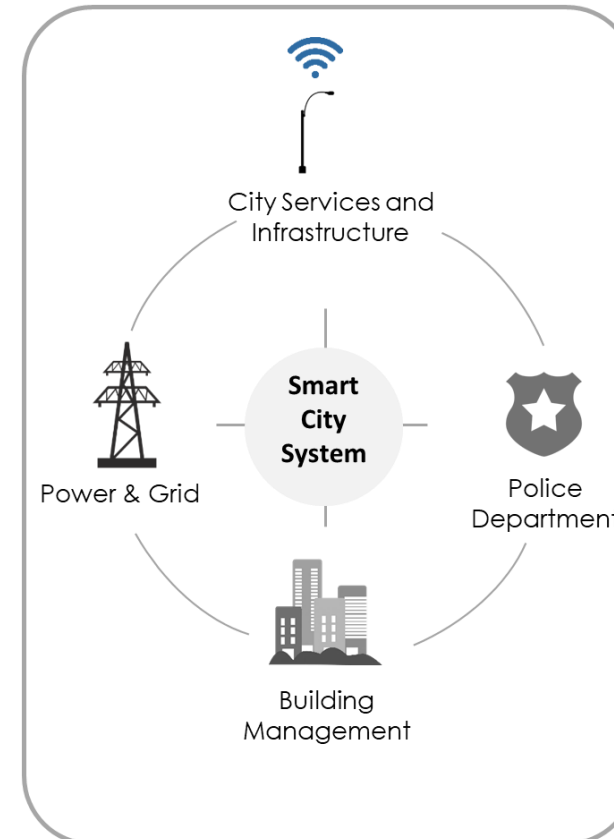 City Services and
Infrastructure
Smart
City
System
Power & Grid
Police
Department
Building
Management